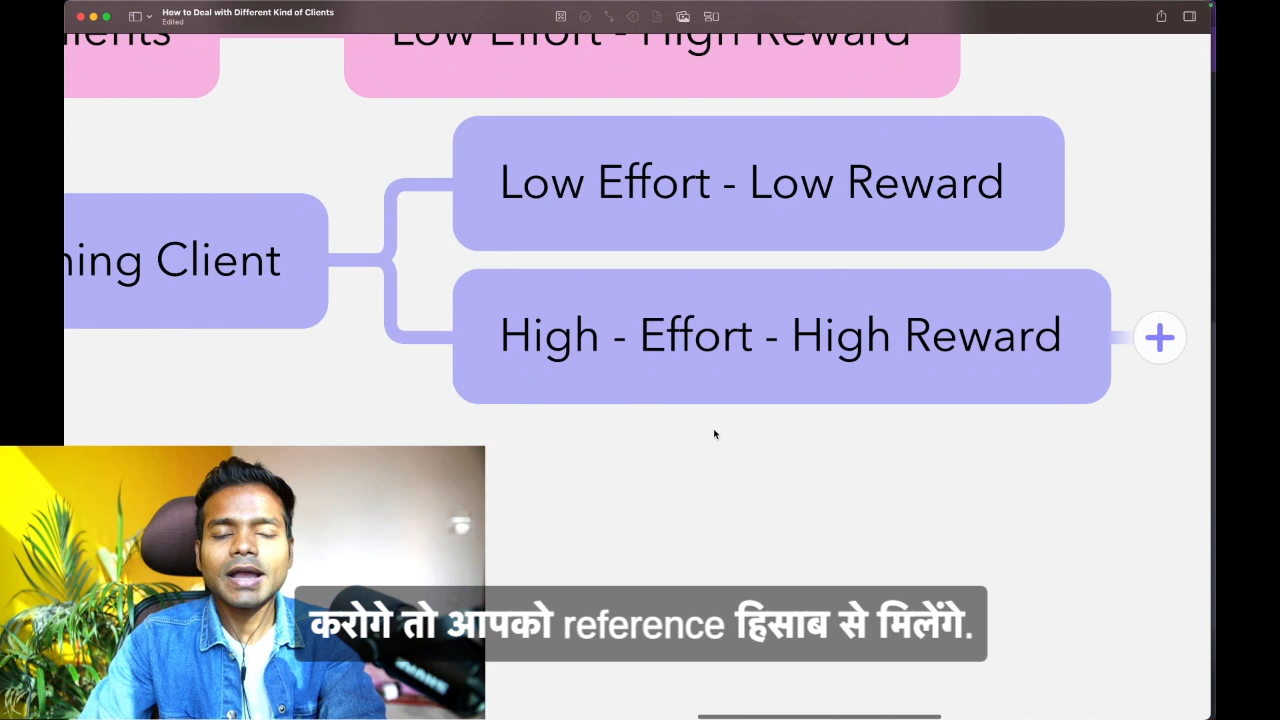 How to Deal with Different Kind of Clients
Edited
Low Effort - High Reward
Low Effort - Low Reward
Client
High - Effort - High Reward
करोगे तो आपको reference हिसाब से मिलेंगे.